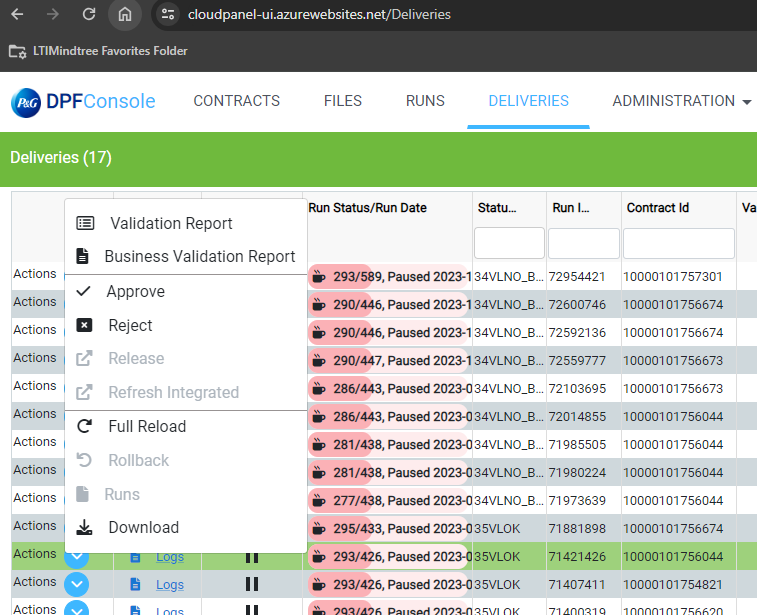 cloudpanel-ui.azurewebsites.net/Deliveries
LTIMindtree Favorites Folder
P&G DPFConsole CONTRACTS FILES RUNS DELIVERIES ADMINISTRATION
Deliveries (17)
Run Status/Run Date Statu... Run I... Contract Id Va
Validation Report
Business Validation Report
Approve
Reject
Release
Refresh Integrated
Full Reload
Rollback
Runs
Download
Actions 293/589, Paused 2023-1 34VLNO_B... 72954421 10000101757301
Actions 290/446, Paused 2023-1 34VLNO_B... 72600746 10000101756674
Actions 290/446, Paused 2023-1 34VLNO_B... 72592136 10000101756674
Actions 290/447, Paused 2023-1 34VLNO_B... 72559777 10000101756673
Actions 286/443, Paused 2023-0 34VLNO_B... 72103695 10000101756673
Actions 286/443, Paused 2023-0 34VLNO_B... 72014855 10000101756044
Actions 281/438, Paused 2023-0 34VLNO_B... 71985505 10000101756044
Actions 281/438, Paused 2023-0 34VLNO_B... 71980224 10000101756044
Actions 277/438, Paused 2023-0 34VLNO_B... 71973639 10000101756044
Actions 295/433, Paused 2023-0 35VLOK 71881898 10000101756674
Actions Logs 293/426, Paused 2023-0 35VLOK 71421426 10000101756044
Actions Logs 293/426, Paused 2023-0 35VLOK 71407411 10000101754821
Actions Logs 293/426, Paused 2023-0 35VLOK 71400319 10000101756620